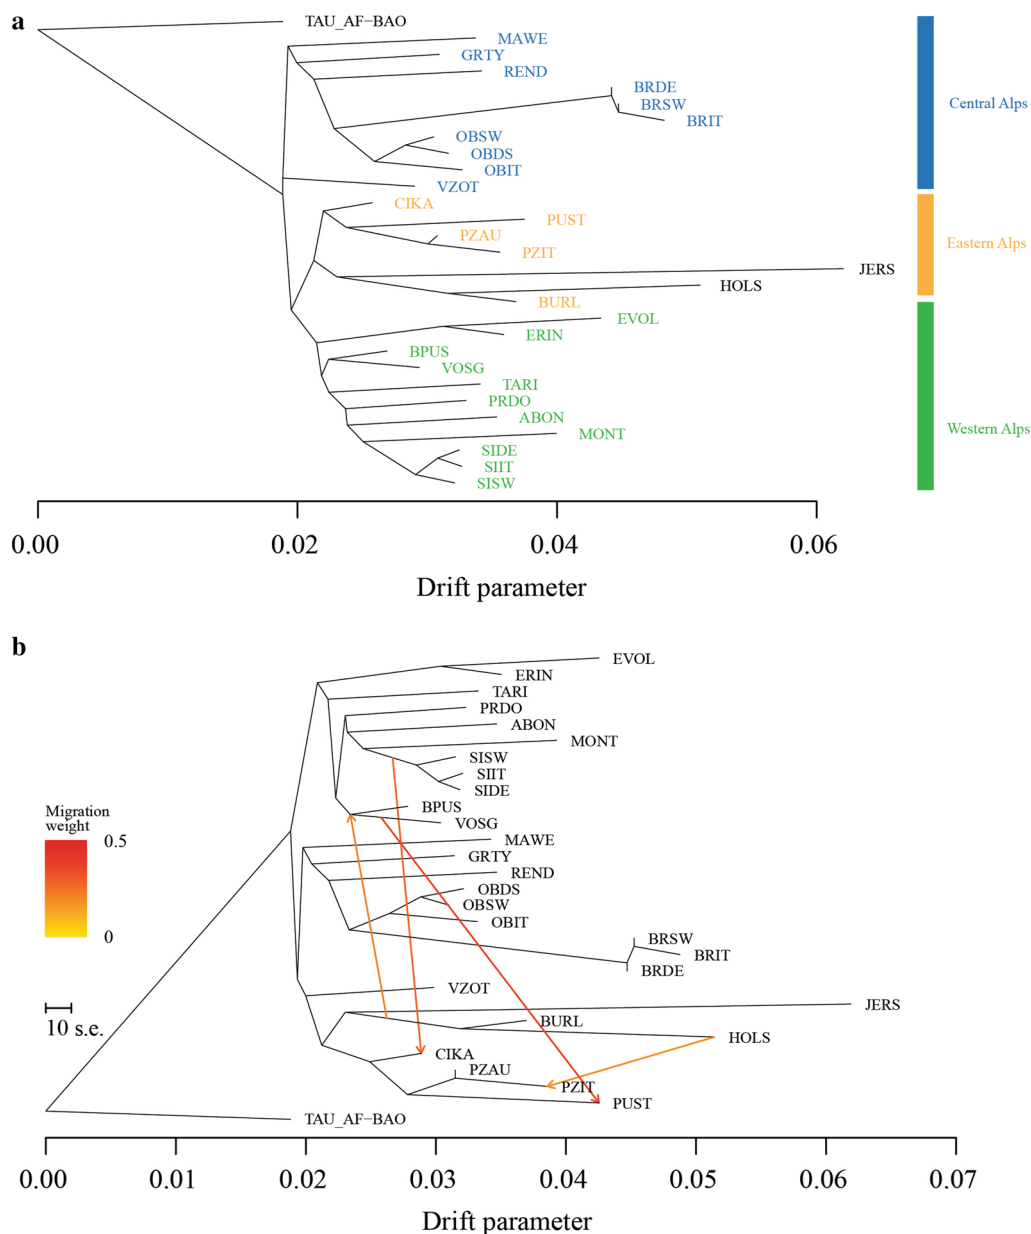 a
TAU_AF−BAO
MAWE
GRTY
REND
BRDE
BRSW
BRIT
OBSW
OBDS
OBIT
VZOT
CIKA
PUST
PZAU
PZIT
JERS
HOLS
BURL
EVOL
ERIN
BPUS
VOSG
TARI
PRDO
ABON
MONT
SIDE
SIIT
SISW
Central Alps
Eastern Alps
Western Alps
0.00 0.02 0.04 0.06
Drift parameter
b
EVOL
ERIN
TARI
PRDO
ABON
MONT
SISW
SIIT
SIDE
BPUS
VOSG
MAWE
GRTY
REND
OBDS
OBSW
OBIT
BRSW
BRIT
BRDE
VZOT
JERS
BURL
HOLS
CIKA
PZAU
PZIT
PUST
TAU_AF−BAO
Migration
weight
0.5
0
10 s.e.
0.00 0.01 0.02 0.03 0.04 0.05 0.06 0.07
Drift parameter